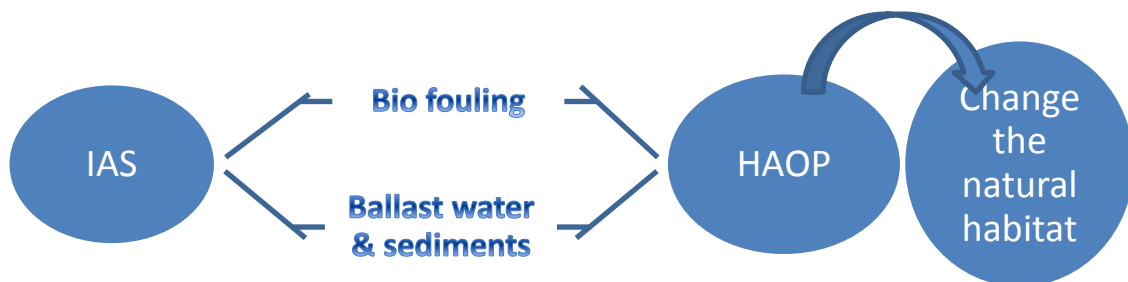 IAS
Bio fouling
Ballast water
& sediments
HAOP
Change
the
natural
habitat